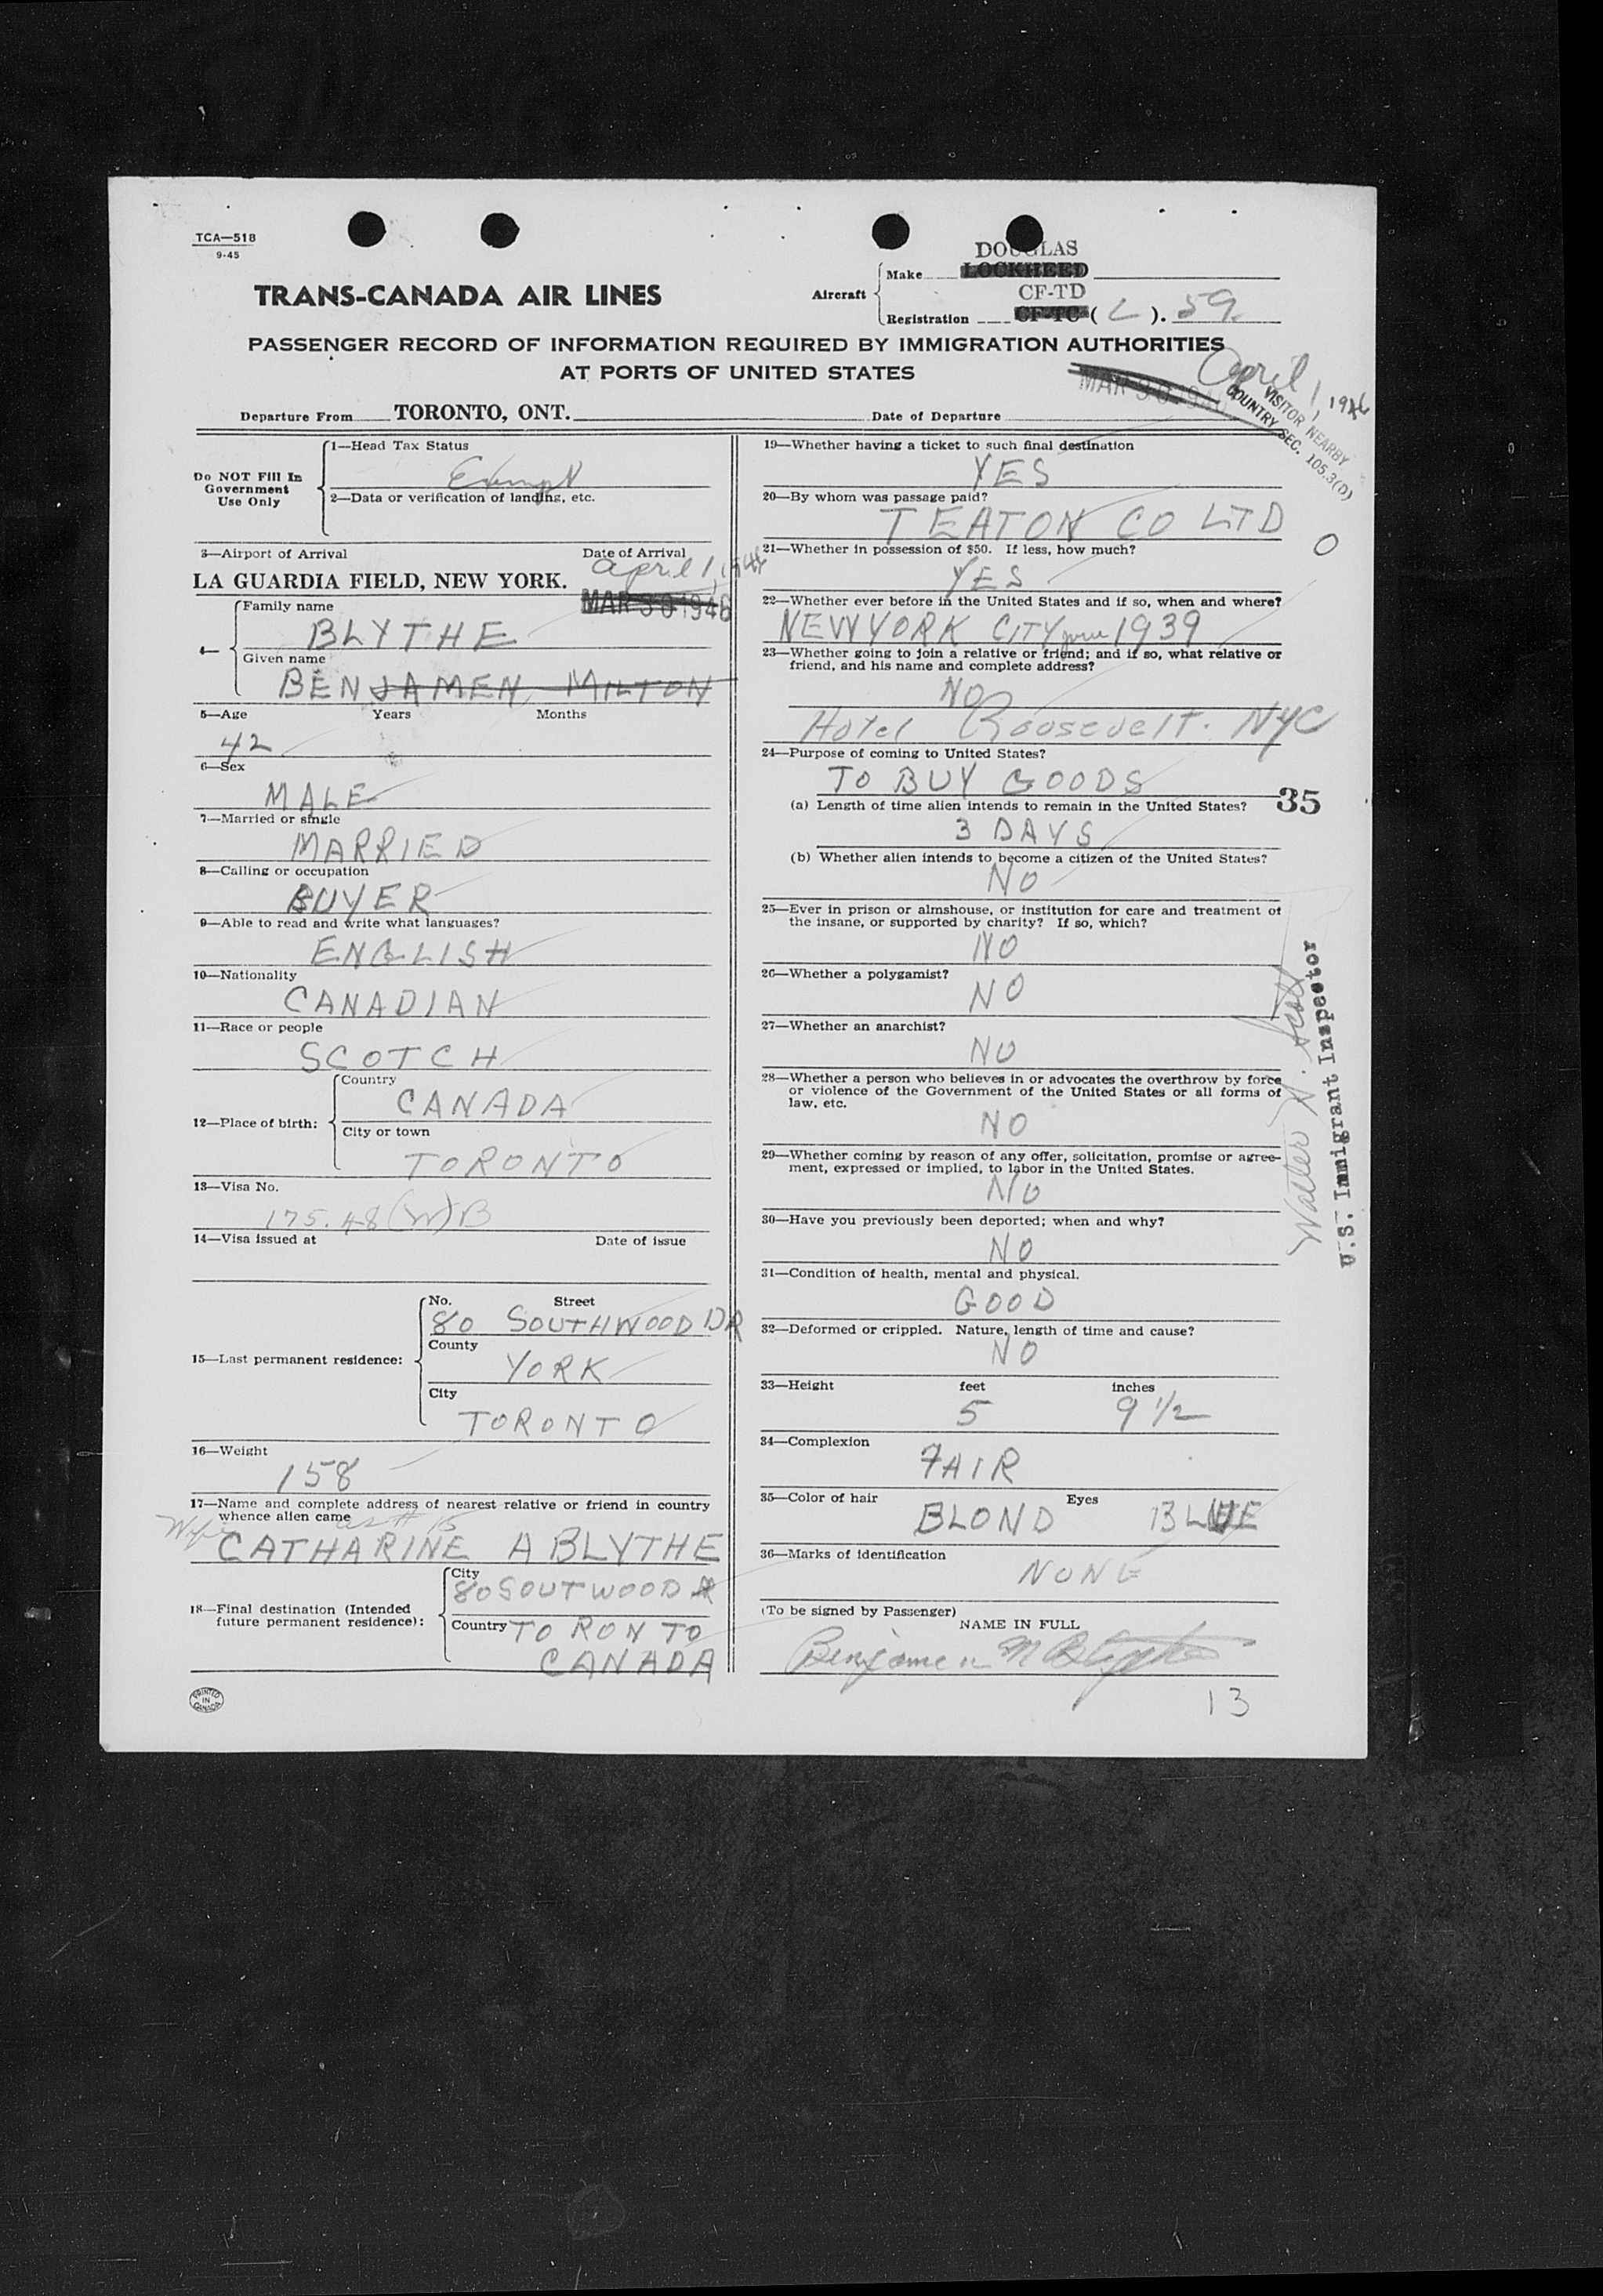 TCA—518
9-45
TRANS-CANADA AIR LINES
Aircraft
Make DOUGLAS
LOCKHEED
CF-TD
Registration CF-TC ( L ). 59
PASSENGER RECORD OF INFORMATION REQUIRED BY IMMIGRATION AUTHORITIES
AT PORTS OF UNITED STATES
April 1, 1946
MAR 30 1946
VISITOR NEARBY
COUNTRY SEC. 105.3(D)
Departure From TORONTO, ONT. Date of Departure
Do NOT Fill In
Government
Use Only
1—Head Tax Status
Exempt
2—Data or verification of landing, etc.
3—Airport of Arrival Date of Arrival
April 1, 1946
LA GUARDIA FIELD, NEW YORK.
MAR 30 1946
4—
Family name
BLYTHE
Given name
BENJAMEN MILTON
5—Age Years Months
42
6—Sex
MALE
7—Married or single
MARRIED
8—Calling or occupation
BUYER
9—Able to read and write what languages?
ENGLISH
10—Nationality
CANADIAN
11—Race or people
SCOTCH
12—Place of birth:
Country
CANADA
City or town
TORONTO
13—Visa No.
175.48 (W) B
14—Visa issued at Date of issue
15—Last permanent residence:
No. Street
80 SOUTHWOOD DR
County
YORK
City
TORONTO
16—Weight
158
17—Name and complete address of nearest relative or friend in country
whence alien came as # 15
Wife
CATHARINE A BLYTHE
18—Final destination (Intended
future permanent residence):
City
80 SOUTWOOD
Country TORONTO
CANADA
PRINTED
IN
CANADA
19—Whether having a ticket to such final destination
YES
20—By whom was passage paid?
T EATON CO LTD
21—Whether in possession of $50. If less, how much?
0
YES
22—Whether ever before in the United States and if so, when and where?
NEW YORK CITY June 1939
23—Whether going to join a relative or friend; and if so, what relative or
friend, and his name and complete address?
NO
Hotel Roosevelt. NYC
24—Purpose of coming to United States?
TO BUY GOODS
(a) Length of time alien intends to remain in the United States?
35
3 DAYS
(b) Whether alien intends to become a citizen of the United States?
NO
25—Ever in prison or almshouse, or institution for care and treatment of
the insane, or supported by charity? If so, which?
NO
26—Whether a polygamist?
NO
27—Whether an anarchist?
NO
28—Whether a person who believes in or advocates the overthrow by force
or violence of the Government of the United States or all forms of
law, etc.
NO
29—Whether coming by reason of any offer, solicitation, promise or agree-
ment, expressed or implied, to labor in the United States.
NO
30—Have you previously been deported; when and why?
NO
31—Condition of health, mental and physical.
GOOD
32—Deformed or crippled. Nature, length of time and cause?
NO
33—Height feet inches
5 9 1/2
34—Complexion
FAIR
35—Color of hair Eyes
BLOND BLUE
36—Marks of identification
NONE
(To be signed by Passenger)
NAME IN FULL
Benjamen M Blythe
13
Walter N. Scott
U.S. Immigrant Inspector